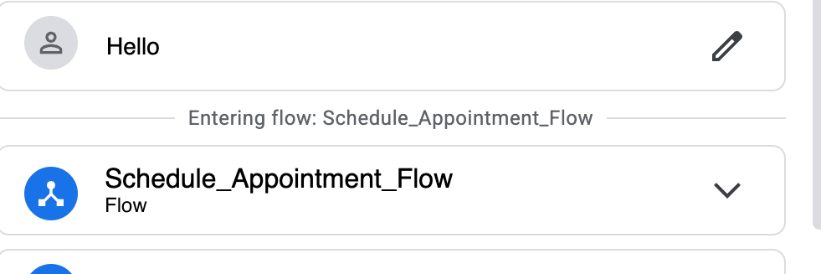 Hello
Entering flow: Schedule_Appointment_Flow
Schedule_Appointment_Flow
Flow